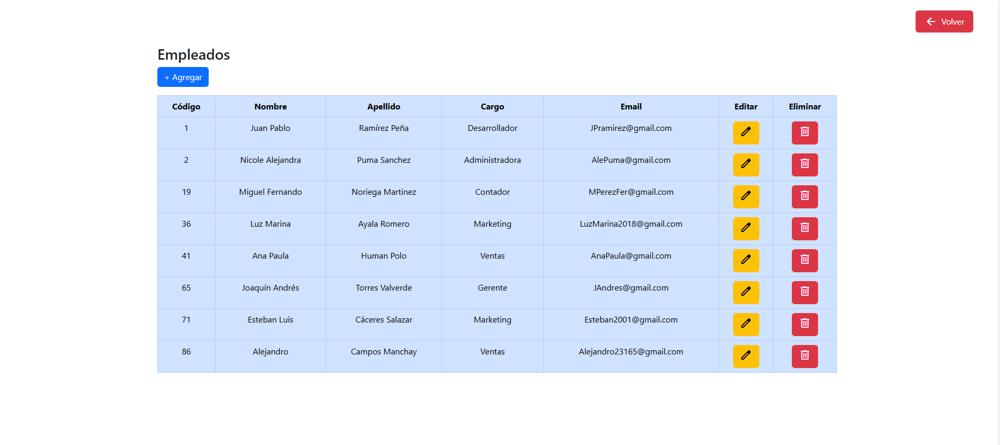 Volver
Empleados
+ Agregar
Código Nombre Apellido Cargo Email Editar Eliminar
1 Juan Pablo Ramírez Peña Desarrollador JPramirez@gmail.com
2 Nicole Alejandra Puma Sanchez Administradora AlePuma@gmail.com
19 Miguel Fernando Noriega Martinez Contador MPerezFer@gmail.com
36 Luz Marina Ayala Romero Marketing LuzMarina2018@gmail.com
41 Ana Paula Human Polo Ventas AnaPaula@gmail.com
65 Joaquín Andrés Torres Valverde Gerente JAndres@gmail.com
71 Esteban Luis Cáceres Salazar Marketing Esteban2001@gmail.com
86 Alejandro Campos Manchay Ventas Alejandro23165@gmail.com